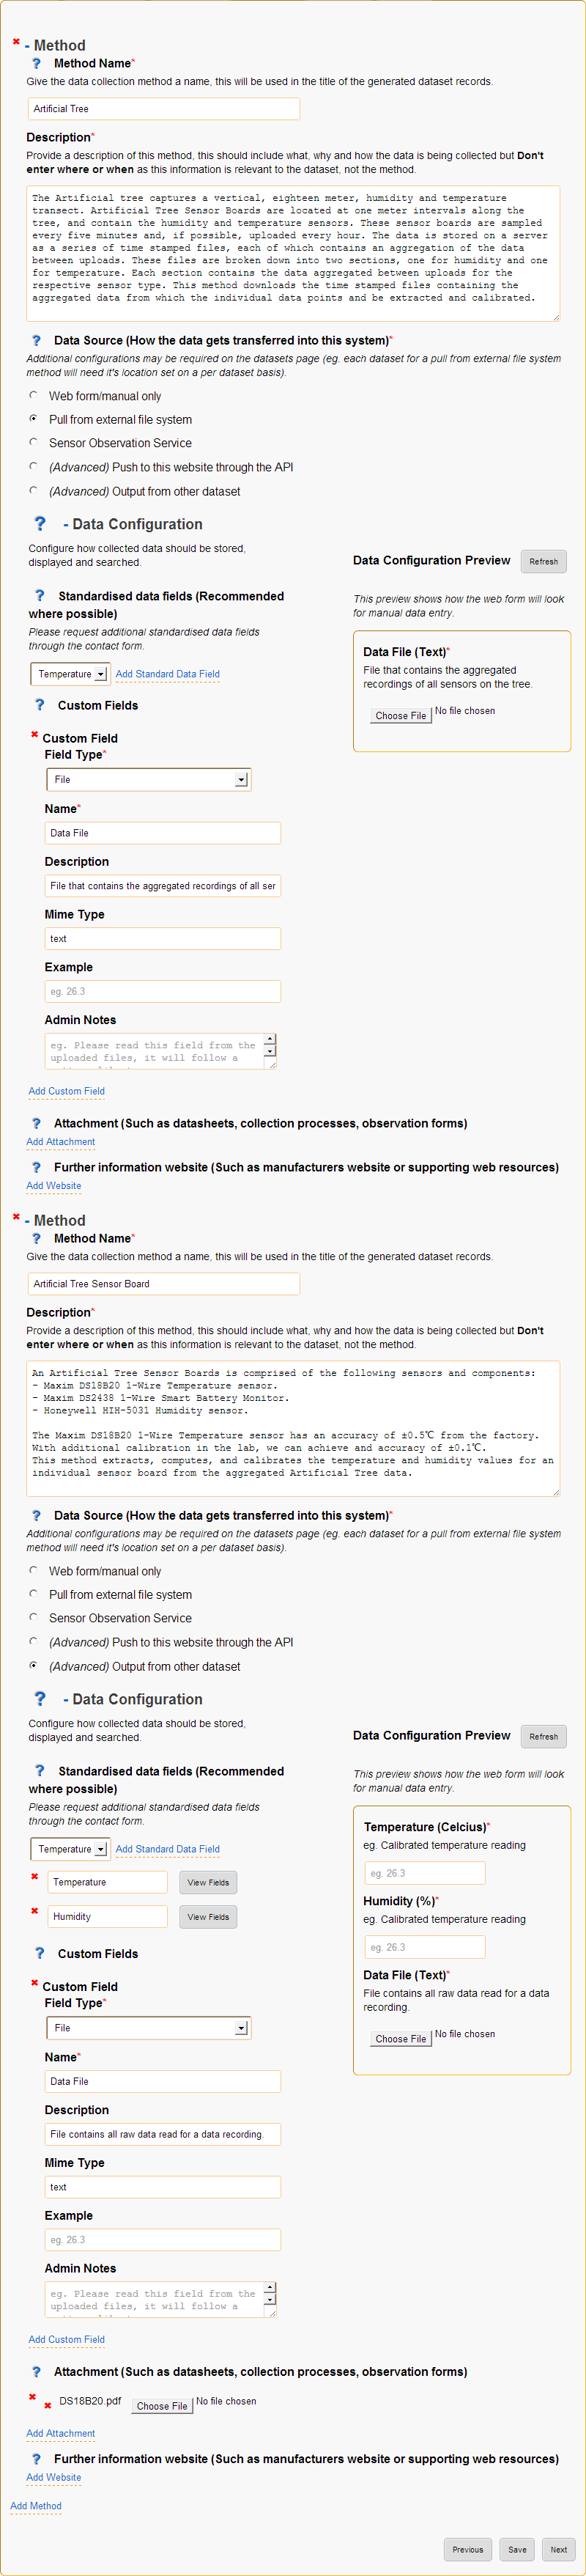 - Method
? Method Name*
Give the data collection method a name, this will be used in the title of the generated dataset records.
Artificial Tree
Description*
Provide a description of this method, this should include what, why and how the data is being collected but Don't
enter where or when as this information is relevant to the dataset, not the method.
The Artificial tree captures a vertical, eighteen meter, humidity and temperature
transect. Artificial Tree Sensor Boards are located at one meter intervals along the
tree, and contain the humidity and temperature sensors. These sensor boards are sampled
every five minutes and, if possible, uploaded every hour. The data is stored on a server
as a series of time stamped files, each of which contains an aggregation of the data
between uploads. These files are broken down into two sections, one for humidity and one
for temperature. Each section contains the data aggregated between uploads for the
respective sensor type. This method downloads the time stamped files containing the
aggregated data from which the individual data points and be extracted and calibrated.
? Data Source (How the data gets transferred into this system)*
Additional configurations may be required on the datasets page (eg. each dataset for a pull from external file system
method will need it's location set on a per dataset basis).
Web form/manual only
Pull from external file system
Sensor Observation Service
(Advanced) Push to this website through the API
(Advanced) Output from other dataset
? - Data Configuration
Configure how collected data should be stored,
displayed and searched.
? Standardised data fields (Recommended
where possible)
Please request additional standardised data fields
through the contact form.
Temperature Add Standard Data Field
? Custom Fields
Custom Field
Field Type*
File
Name*
Data File
Description
File that contains the aggregated recordings of all ser
Mime Type
text
Example
eg. 26.3
Admin Notes
eg. Please read this field from the
uploaded files, it will follow a
Add Custom Field
Data Configuration Preview Refresh
This preview shows how the web form will look
for manual data entry.
Data File (Text)*
File that contains the aggregated
recordings of all sensors on the tree.
Choose File No file chosen
? Attachment (Such as datasheets, collection processes, observation forms)
Add Attachment
? Further information website (Such as manufacturers website or supporting web resources)
Add Website
- Method
? Method Name*
Give the data collection method a name, this will be used in the title of the generated dataset records.
Artificial Tree Sensor Board
Description*
Provide a description of this method, this should include what, why and how the data is being collected but Don't
enter where or when as this information is relevant to the dataset, not the method.
An Artificial Tree Sensor Boards is comprised of the following sensors and components:
- Maxim DS18B20 1-Wire Temperature sensor.
- Maxim DS2438 1-Wire Smart Battery Monitor.
- Honeywell HIH-5031 Humidity sensor.
The Maxim DS18B20 1-Wire Temperature sensor has an accuracy of ±0.5℃ from the factory.
With additional calibration in the lab, we can achieve and accuracy of ±0.1℃.
This method extracts, computes, and calibrates the temperature and humidity values for an
individual sensor board from the aggregated Artificial Tree data.
? Data Source (How the data gets transferred into this system)*
Additional configurations may be required on the datasets page (eg. each dataset for a pull from external file system
method will need it's location set on a per dataset basis).
Web form/manual only
Pull from external file system
Sensor Observation Service
(Advanced) Push to this website through the API
(Advanced) Output from other dataset
? - Data Configuration
Configure how collected data should be stored,
displayed and searched.
? Standardised data fields (Recommended
where possible)
Please request additional standardised data fields
through the contact form.
Temperature Add Standard Data Field
Temperature View Fields
Humidity View Fields
? Custom Fields
Custom Field
Field Type*
File
Name*
Data File
Description
File contains all raw data read for a data recording.
Mime Type
text
Example
eg. 26.3
Admin Notes
eg. Please read this field from the
uploaded files, it will follow a
Add Custom Field
Data Configuration Preview Refresh
This preview shows how the web form will look
for manual data entry.
Temperature (Celcius)*
eg. Calibrated temperature reading
eg. 26.3
Humidity (%)*
eg. Calibrated temperature reading
eg. 26.3
Data File (Text)*
File contains all raw data read for a data
recording.
Choose File No file chosen
? Attachment (Such as datasheets, collection processes, observation forms)
DS18B20.pdf Choose File No file chosen
Add Attachment
? Further information website (Such as manufacturers website or supporting web resources)
Add Website
Add Method
Previous Save Next